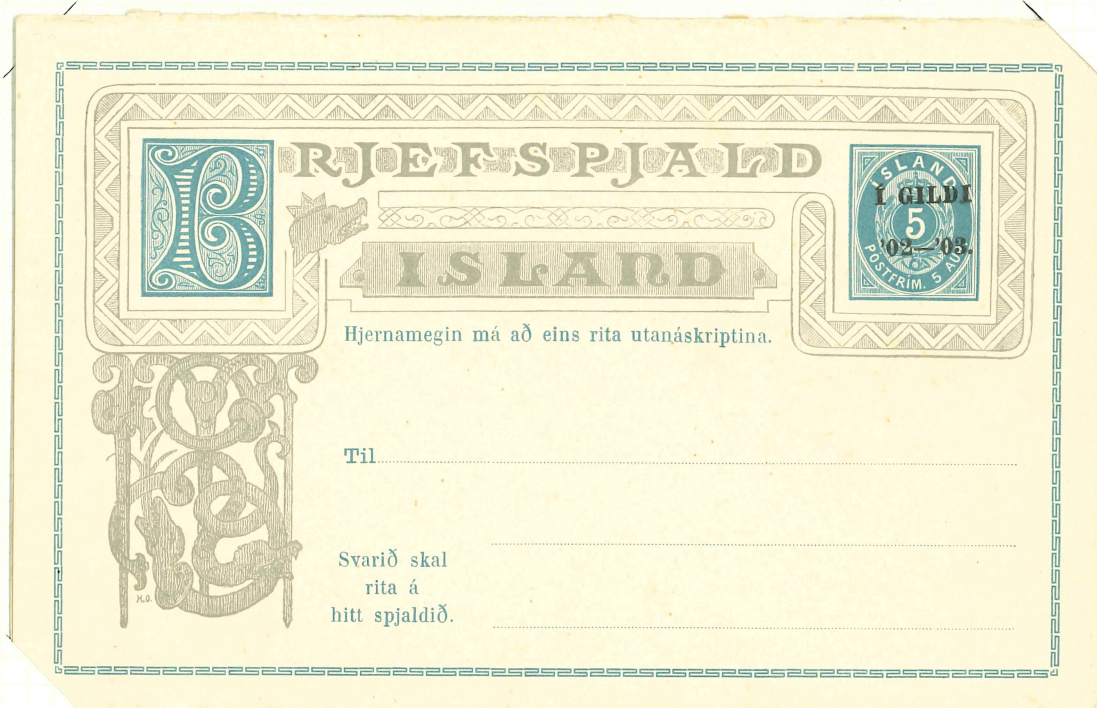 BRJEFSPJALD
ISLAND
ÍSLAND
Í GILDI
5
'02—'03.
POSTFRIM. 5 AUR
Hjernamegin má að eins rita utanáskriptina.
Til
Svarið skal
rita á
hitt spjaldið.
H.O.